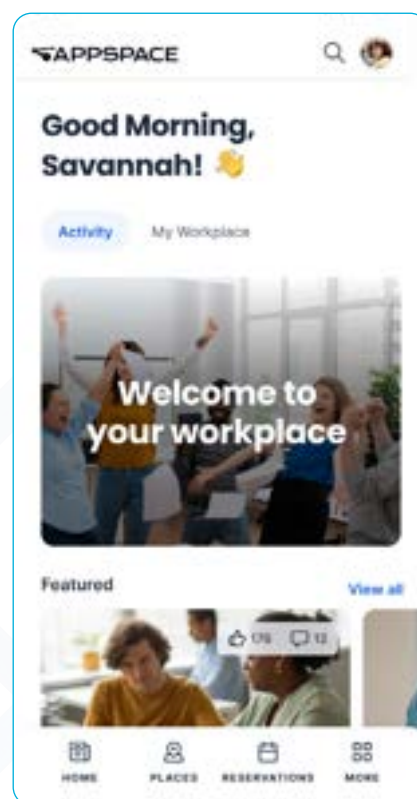 APPSPACE
Good Morning,
Savannah! 👋
Activity My Workplace
Welcome to
your workplace
Featured View all
176 12
HOME PLACES RESERVATIONS MORE